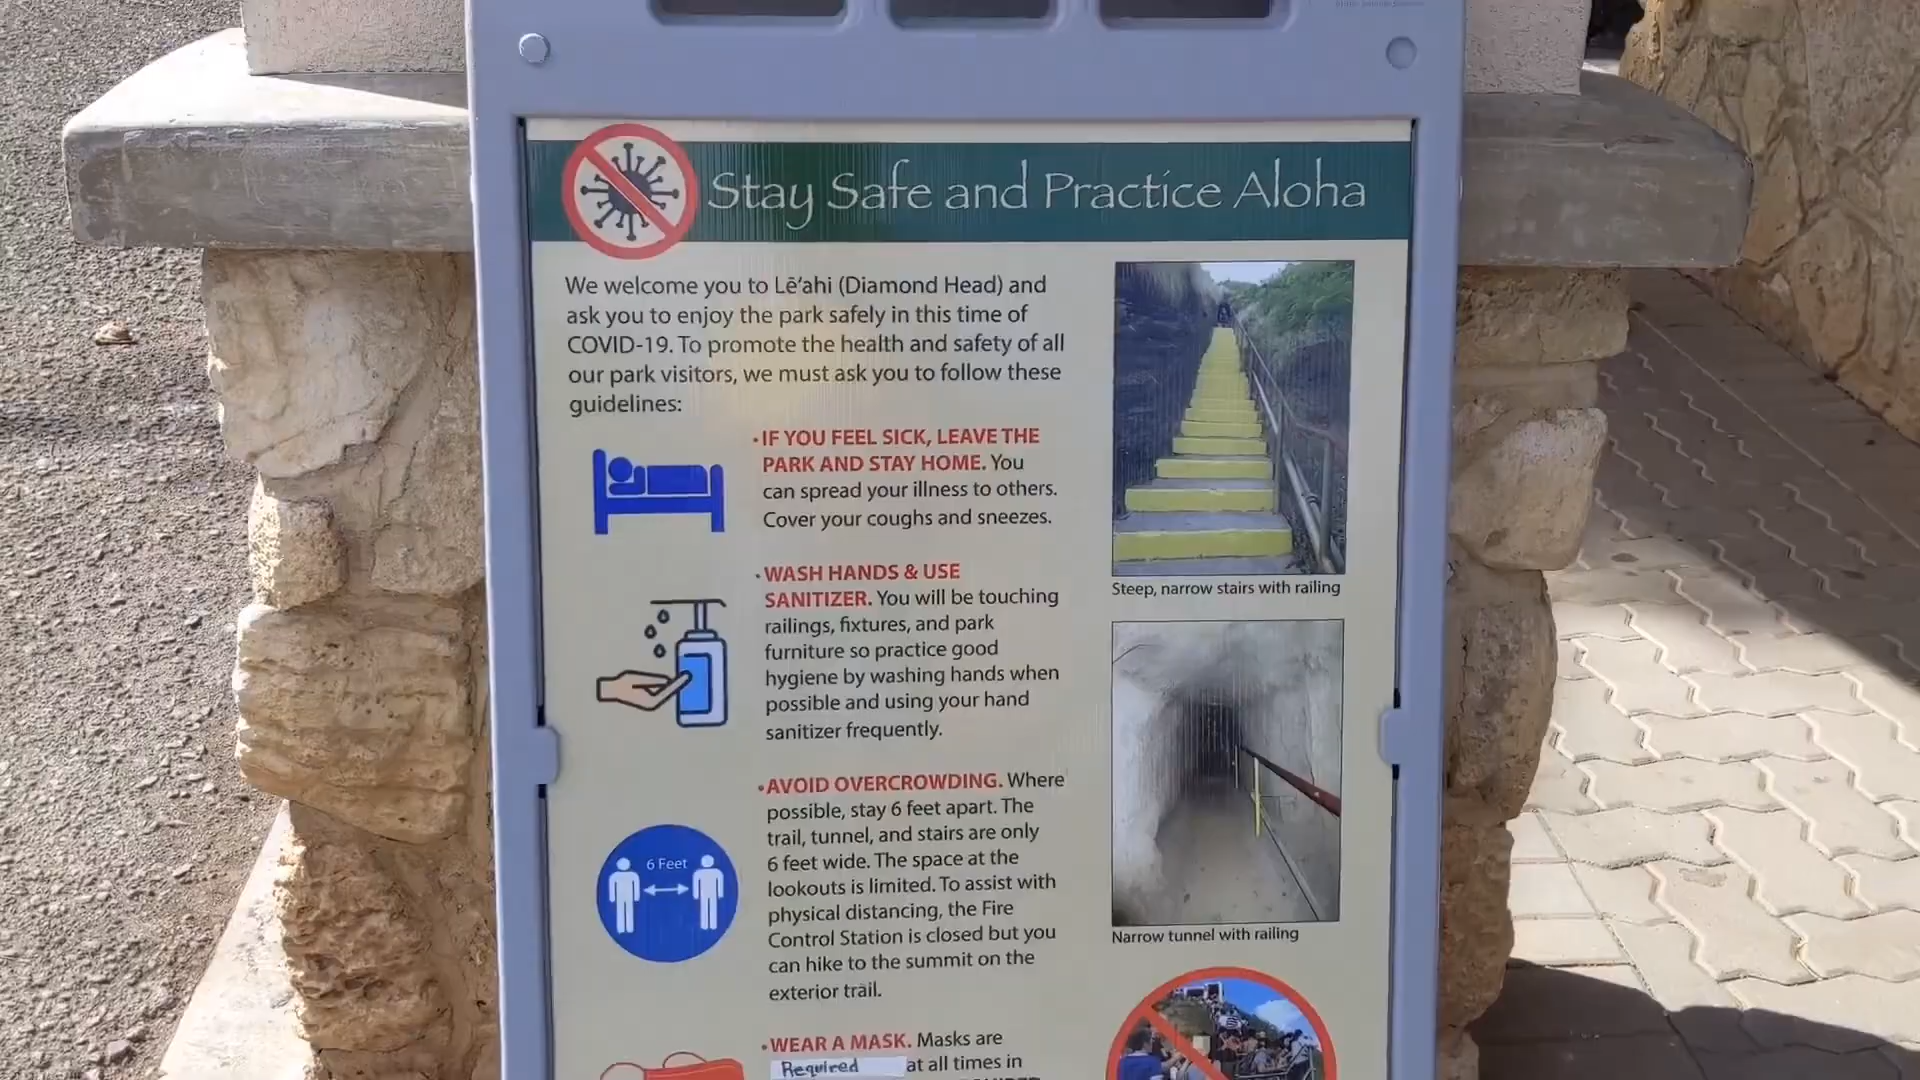 Stay Safe and Practice Aloha
We welcome you to Lē‘ahi (Diamond Head) and
ask you to enjoy the park safely in this time of
COVID-19. To promote the health and safety of all
our park visitors, we must ask you to follow these
guidelines:
• IF YOU FEEL SICK, LEAVE THE
PARK AND STAY HOME. You
can spread your illness to others.
Cover your coughs and sneezes.
• WASH HANDS & USE
SANITIZER. You will be touching
railings, fixtures, and park
furniture so practice good
hygiene by washing hands when
possible and using your hand
sanitizer frequently.
• AVOID OVERCROWDING. Where
possible, stay 6 feet apart. The
trail, tunnel, and stairs are only
6 feet wide. The space at the
lookouts is limited. To assist with
physical distancing, the Fire
Control Station is closed but you
can hike to the summit on the
exterior trail.
6 Feet
• WEAR A MASK. Masks are
Required at all times in
Steep, narrow stairs with railing
Narrow tunnel with railing